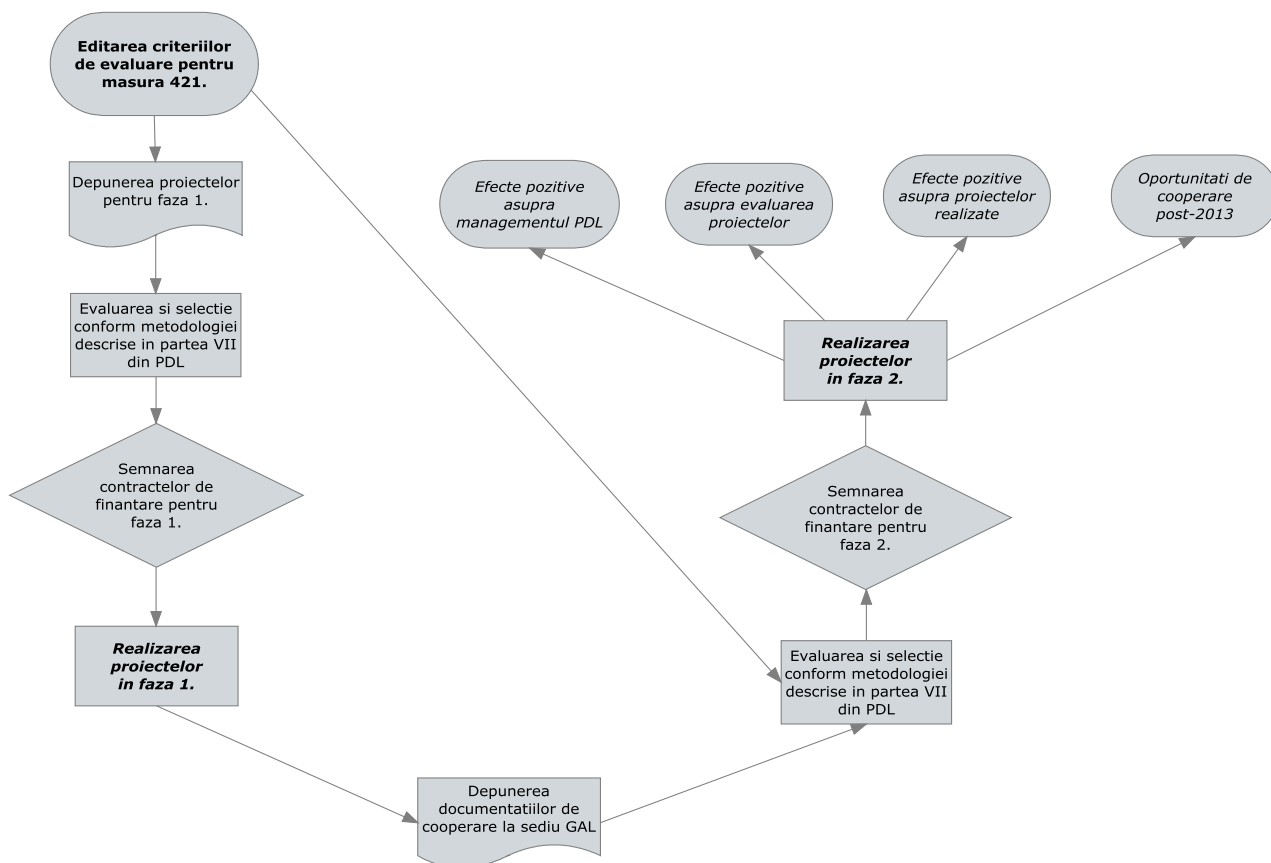 Editarea criteriilor
de evaluare pentru
masura 421.
Depunerea proiectelor
pentru faza 1.
Evaluarea si selectie
conform metodologiei
descrise in partea VII
din PDL
Semnarea
contractelor de
finantare pentru
faza 1.
Realizarea
proiectelor
in faza 1.
Depunerea
documentatiilor de
cooperare la sediu GAL
Evaluarea si selectie
conform metodologiei
descrise in partea VII
din PDL
Semnarea
contractelor de
finantare pentru
faza 2.
Realizarea
proiectelor
in faza 2.
Efecte pozitive
asupra
managementul PDL
Efecte pozitive
asupra evaluarea
proiectelor
Efecte pozitive
asupra proiectelor
realizate
Oportunitati de
cooperare
post-2013